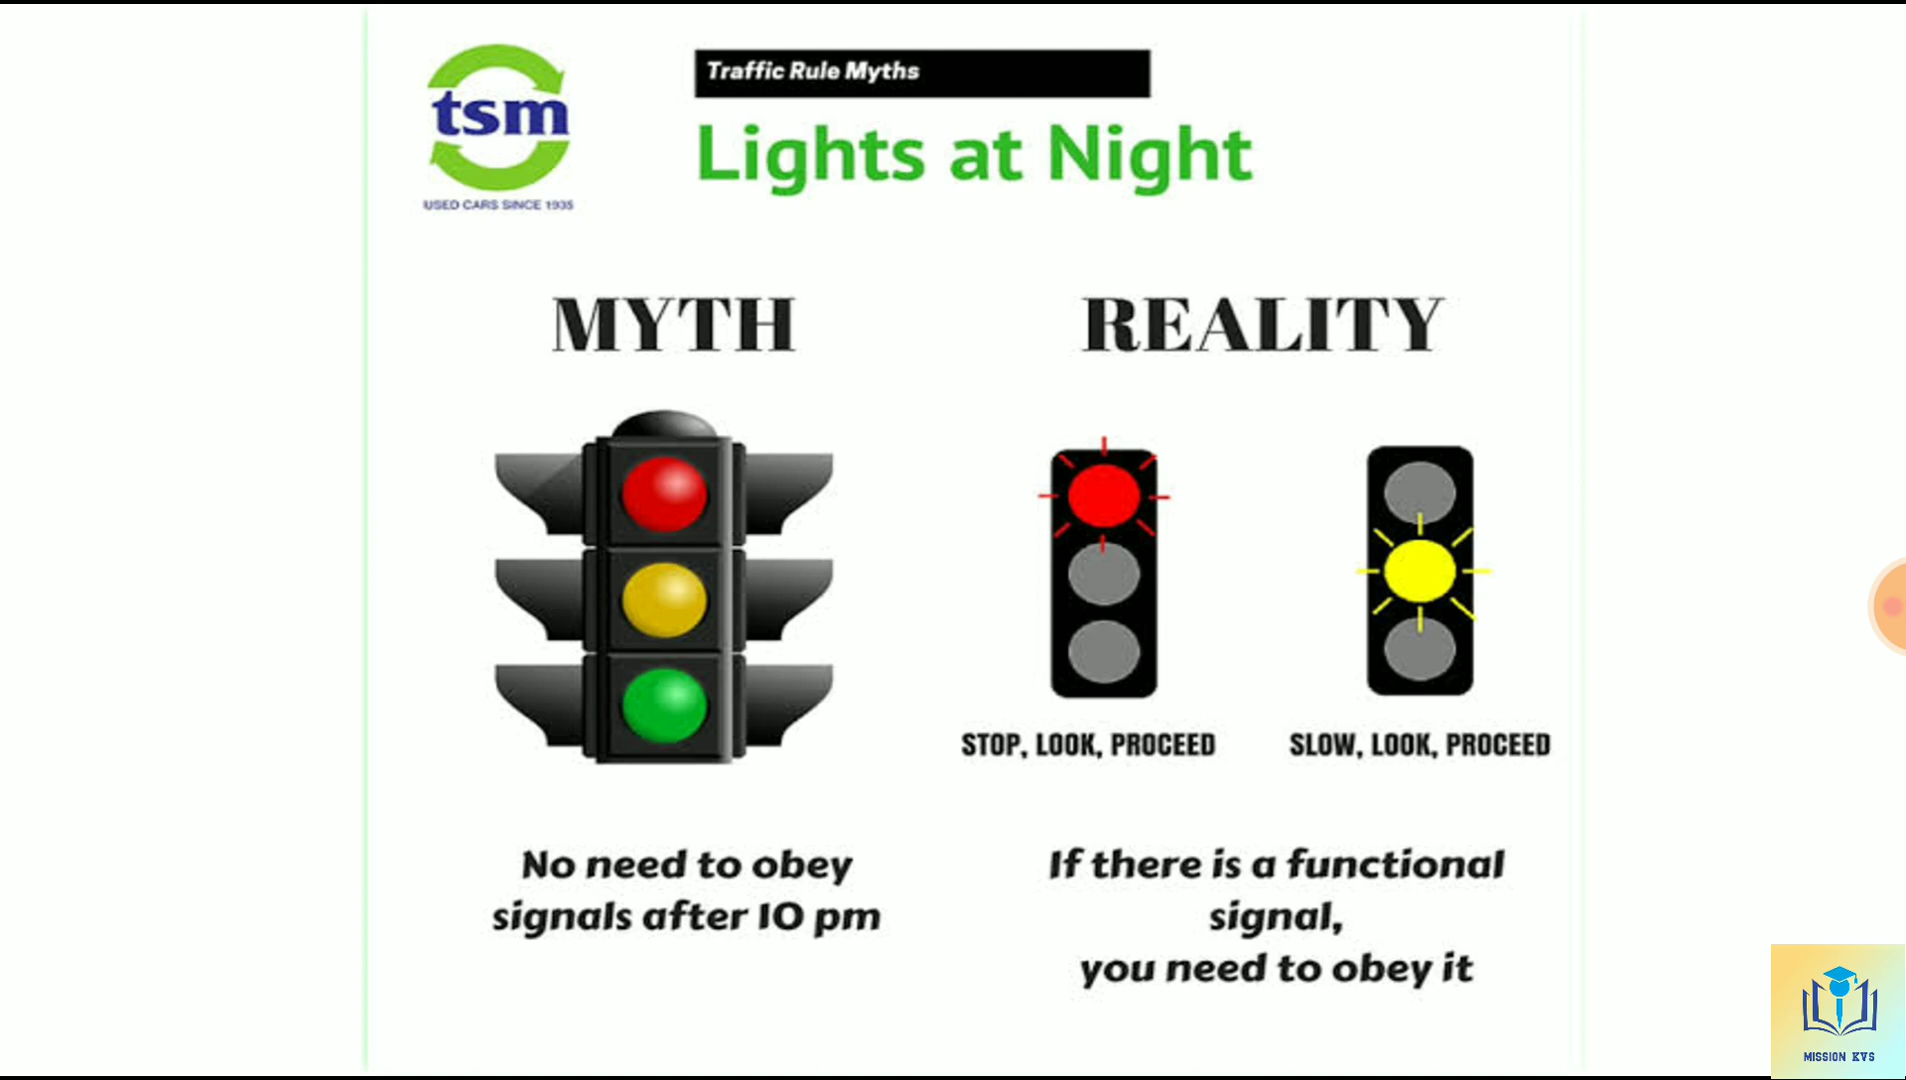 tsm
USED CARS SINCE 1935
Traffic Rule Myths
Lights at Night
MYTH
REALITY
STOP, LOOK, PROCEED
SLOW, LOOK, PROCEED
No need to obey
signals after 10 pm
If there is a functional
signal,
you need to obey it
MISSION KVS